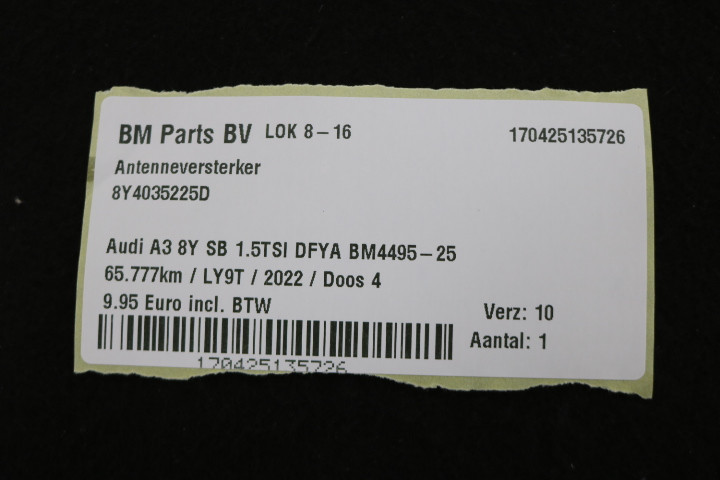 BM Parts BV LOK 8-16 170425135726
Antenneversterker
8Y4035225D
Audi A3 8Y SB 1.5TSI DFYA BM4495-25
65.777km / LY9T / 2022 / Doos 4
9.95 Euro incl. BTW Verz: 10
Aantal: 1
170425135726